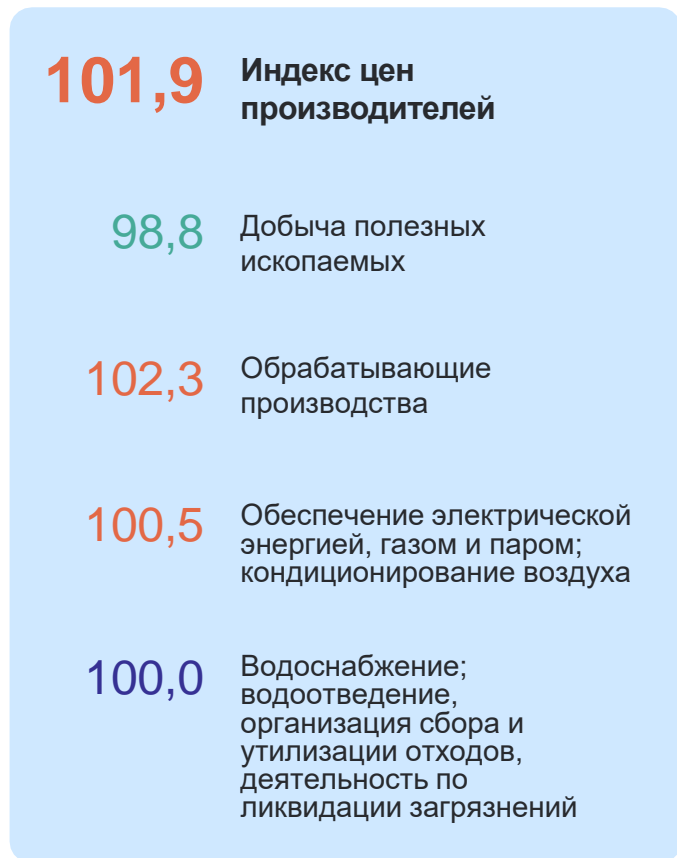 101,9 Индекс цен
производителей
98,8 Добыча полезных
ископаемых
102,3 Обрабатывающие
производства
100,5 Обеспечение электрической
энергией, газом и паром;
кондиционирование воздуха
100,0 Водоснабжение;
водоотведение,
организация сбора и
утилизации отходов,
деятельность по
ликвидации загрязнений